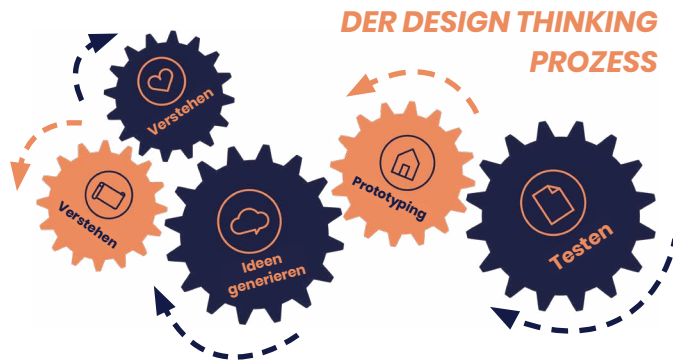 DER DESIGN THINKING
PROZESS
Verstehen
Verstehen
Ideen
generieren
Prototyping
Testen